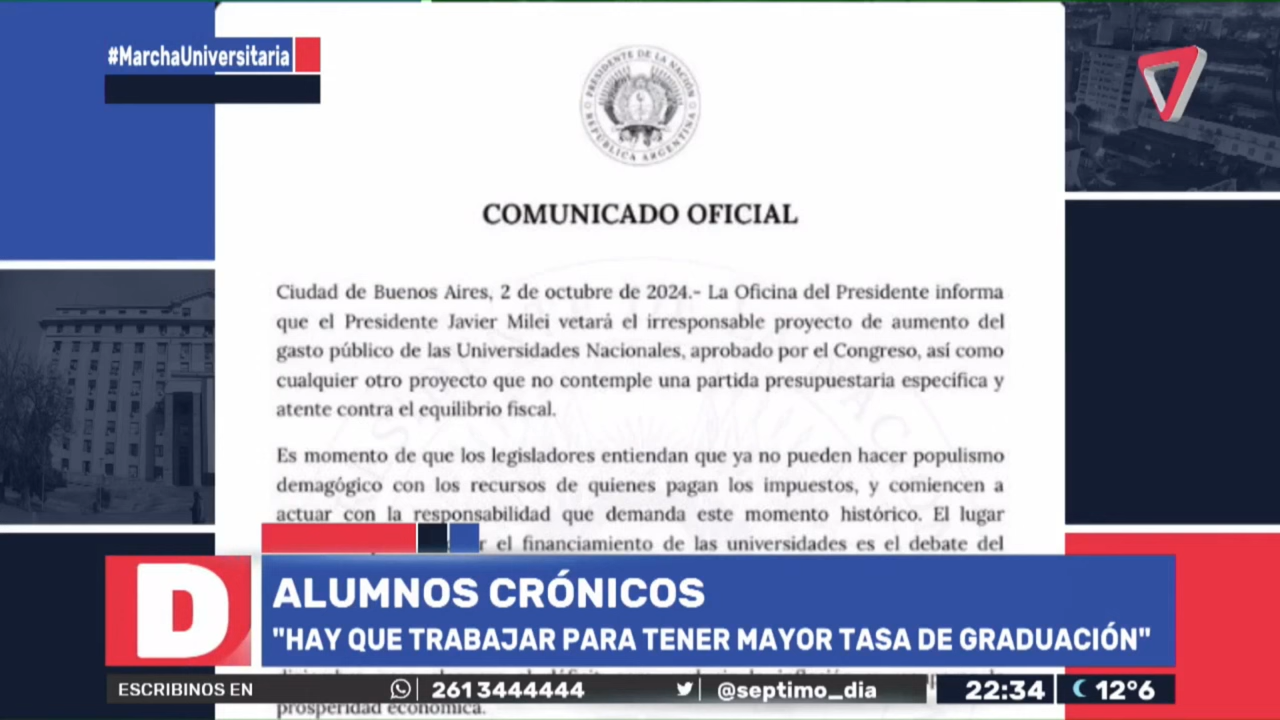 #MarchaUniversitaria
PRESIDENTE DE LA NACIÓN
REPÚBLICA ARGENTINA
COMUNICADO OFICIAL
Ciudad de Buenos Aires, 2 de octubre de 2024.- La Oficina del Presidente informa
que el Presidente Javier Milei vetará el irresponsable proyecto de aumento del
gasto público de las Universidades Nacionales, aprobado por el Congreso, así como
cualquier otro proyecto que no contemple una partida presupuestaria específica y
atente contra el equilibrio fiscal.
Es momento de que los legisladores entiendan que ya no pueden hacer populismo
demagógico con los recursos de quienes pagan los impuestos, y comiencen a
actuar con la responsabilidad que demanda este momento histórico. El lugar
r el financiamiento de las universidades es el debate del
D
ALUMNOS CRÓNICOS
"HAY QUE TRABAJAR PARA TENER MAYOR TASA DE GRADUACIÓN"
ESCRIBINOS EN 2613444444 @septimo_dia 22:34 12°6
prosperidad económica.